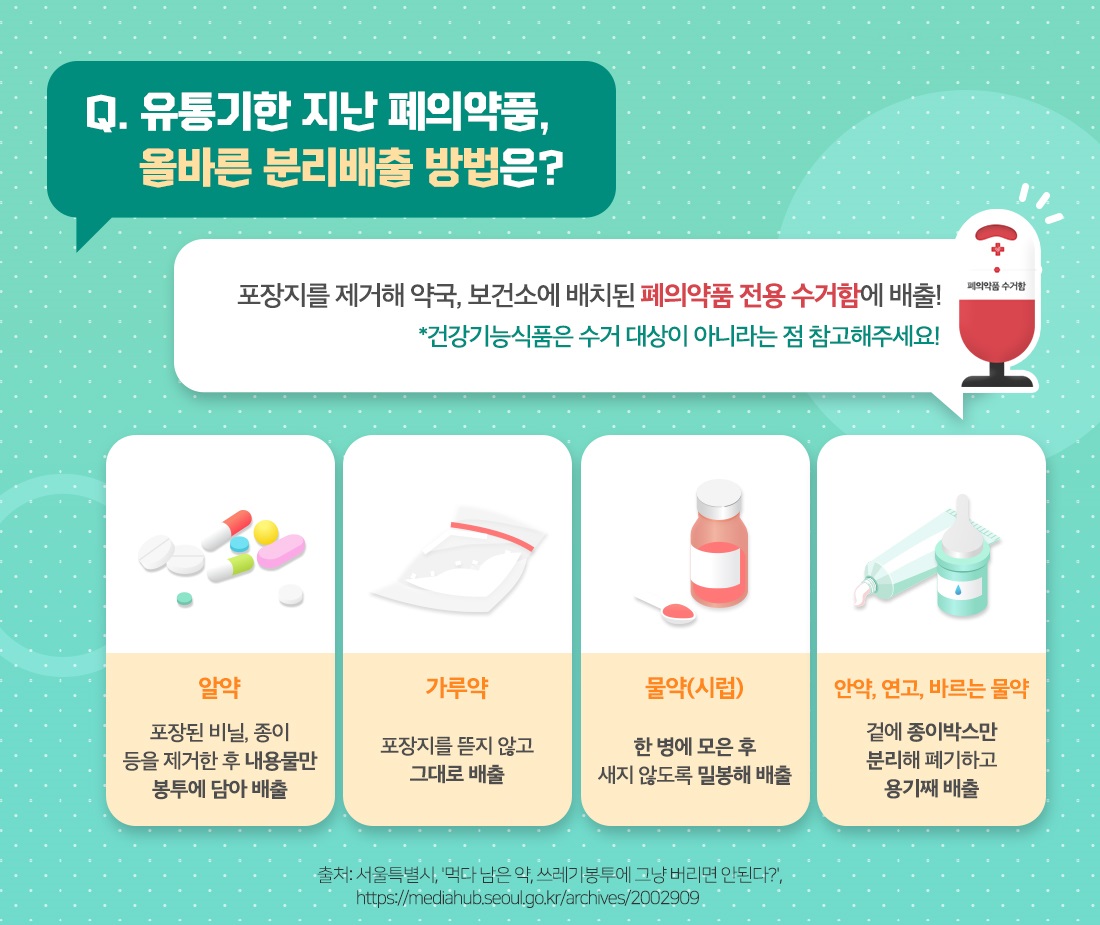 Q. 유통기한 지난 폐의약품,
올바른 분리배출 방법은?
포장지를 제거해 약국, 보건소에 배치된 폐의약품 전용 수거함에 배출!
*건강기능식품은 수거 대상이 아니라는 점 참고해주세요!
폐의약품 수거함
알약
포장된 비닐, 종이
등을 제거한 후 내용물만
봉투에 담아 배출
가루약
포장지를 뜯지 않고
그대로 배출
물약(시럽)
한 병에 모은 후
새지 않도록 밀봉해 배출
안약, 연고, 바르는 물약
겉에 종이박스만
분리해 폐기하고
용기째 배출
출처: 서울특별시, '먹다 남은 약, 쓰레기봉투에 그냥 버리면 안된다?',
https://mediahub.seoul.go.kr/archives/2002909